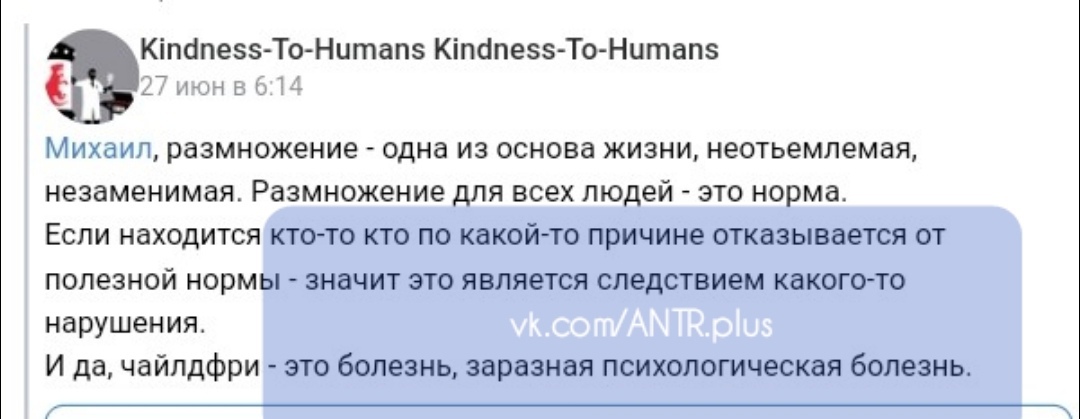 Kindness-To-Humans Kindness-To-Humans
27 июн в 6:14
Михаил, размножение - одна из основа жизни, неотьемлемая,
незаменимая. Размножение для всех людей - это норма.
Если находится кто-то кто по какой-то причине отказывается от
полезной нормы - значит это является следствием какого-то
нарушения.
vk.com/ANTR.plus
И да, чайлдфри - это болезнь, заразная психологическая болезнь.